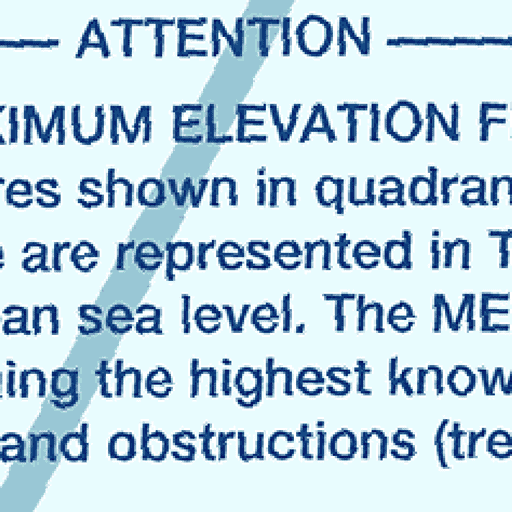 ATTENTION
XIMUM ELEVATION F
res shown in quadran
e are represented in T
an sea level. The ME
ing the highest know
and obstructions (tre